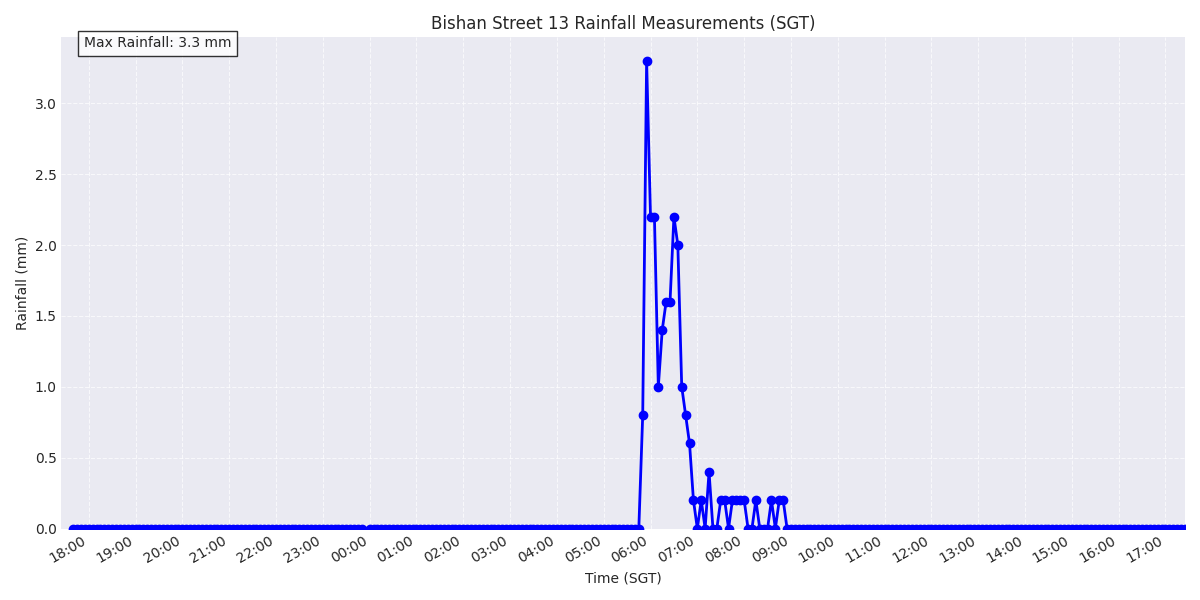 Bishan Street 13 Rainfall Measurements (SGT)
Max Rainfall: 3.3 mm
3.0
2.5
2.0
1.5
1.0
0.5
0.0
Rainfall (mm)
18:00 19:00 20:00 21:00 22:00 23:00 00:00 01:00 02:00 03:00 04:00 05:00 06:00 07:00 08:00 09:00 10:00 11:00 12:00 13:00 14:00 15:00 16:00 17:00
Time (SGT)